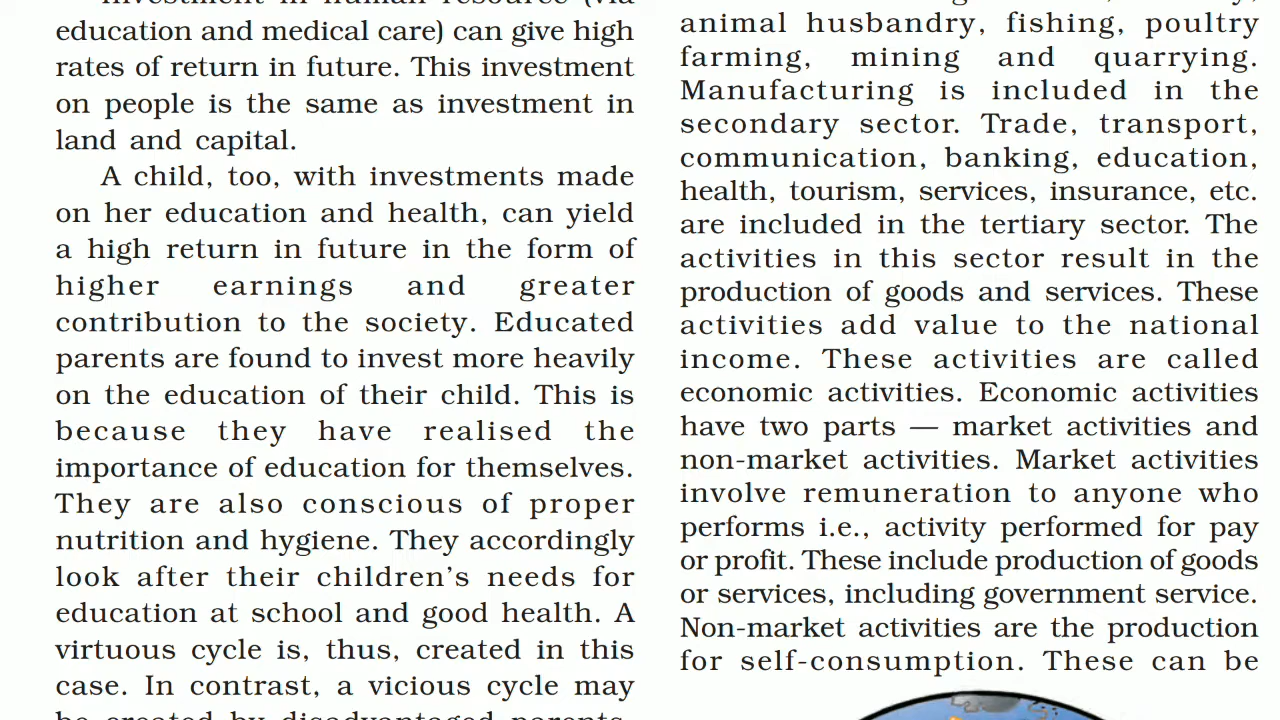 investment in human resource (via
education and medical care) can give high
rates of return in future. This investment
on people is the same as investment in
land and capital.
A child, too, with investments made
on her education and health, can yield
a high return in future in the form of
higher earnings and greater
contribution to the society. Educated
parents are found to invest more heavily
on the education of their child. This is
because they have realised the
importance of education for themselves.
They are also conscious of proper
nutrition and hygiene. They accordingly
look after their children’s needs for
education at school and good health. A
virtuous cycle is, thus, created in this
case. In contrast, a vicious cycle may
be created by disadvantaged parents
animal husbandry, fishing, poultry
farming, mining and quarrying.
Manufacturing is included in the
secondary sector. Trade, transport,
communication, banking, education,
health, tourism, services, insurance, etc.
are included in the tertiary sector. The
activities in this sector result in the
production of goods and services. These
activities add value to the national
income. These activities are called
economic activities. Economic activities
have two parts — market activities and
non-market activities. Market activities
involve remuneration to anyone who
performs i.e., activity performed for pay
or profit. These include production of goods
or services, including government service.
Non-market activities are the production
for self-consumption. These can be